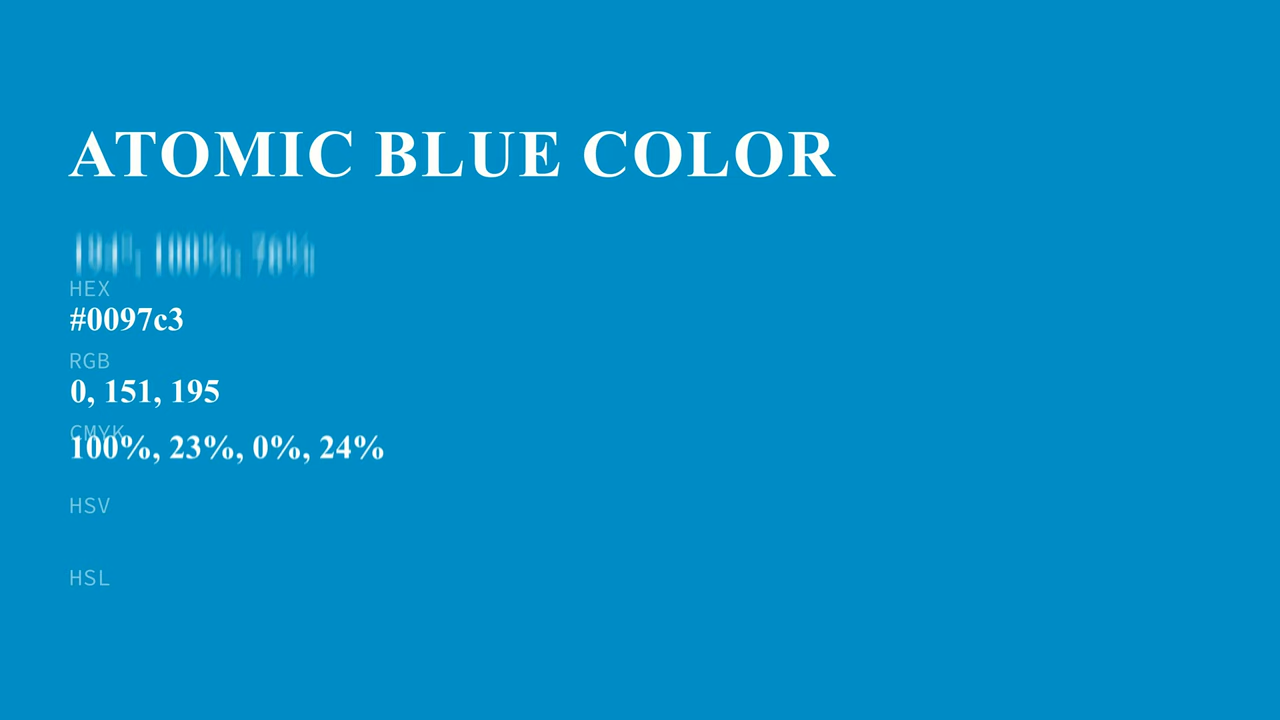 ATOMIC BLUE COLOR
HEX
#0097c3
RGB
0, 151, 195
CMYK
100%, 23%, 0%, 24%
HSV
HSL